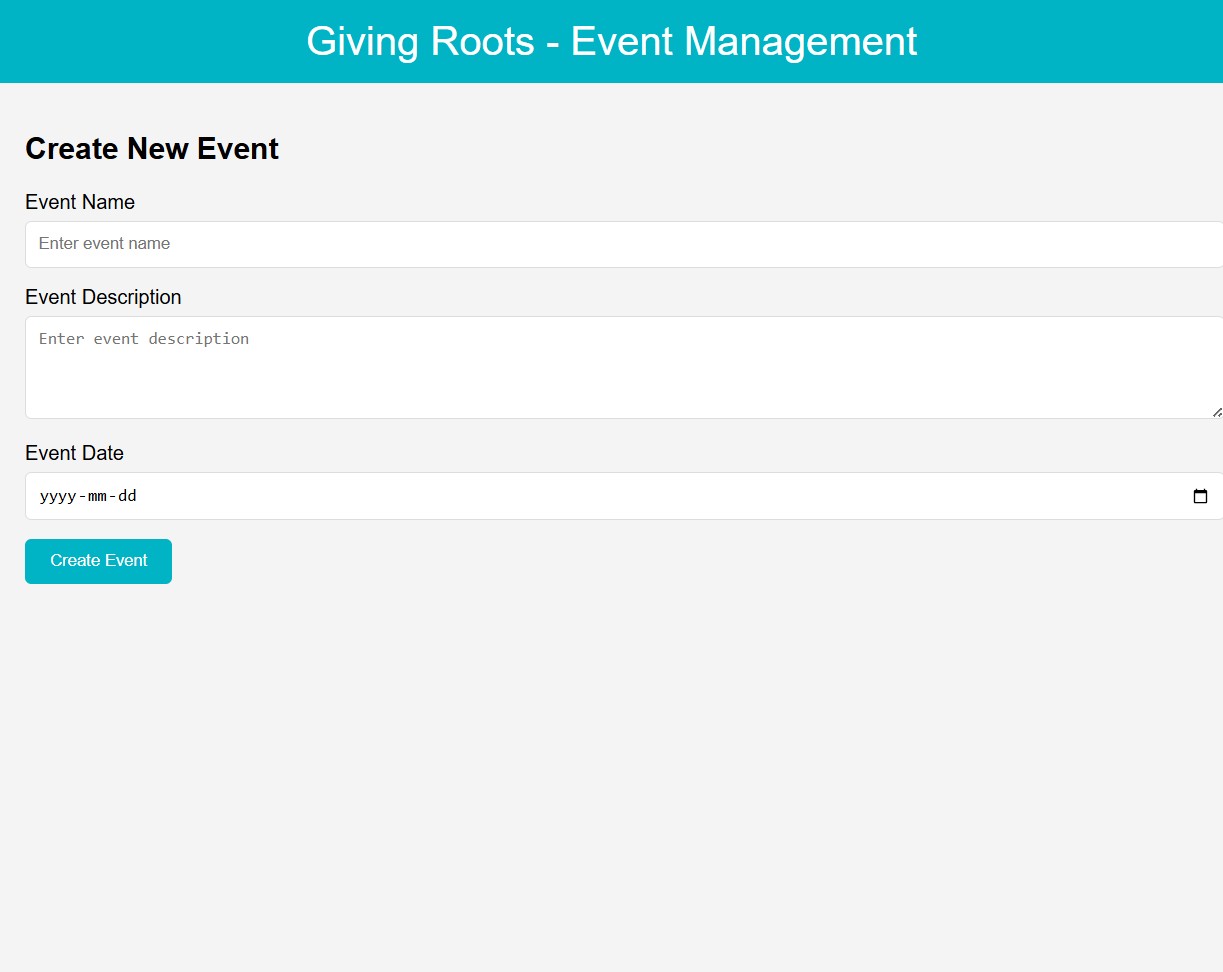 Giving Roots - Event Management
Create New Event
Event Name
Enter event name
Event Description
Enter event description
Event Date
yyyy-mm-dd
Create Event